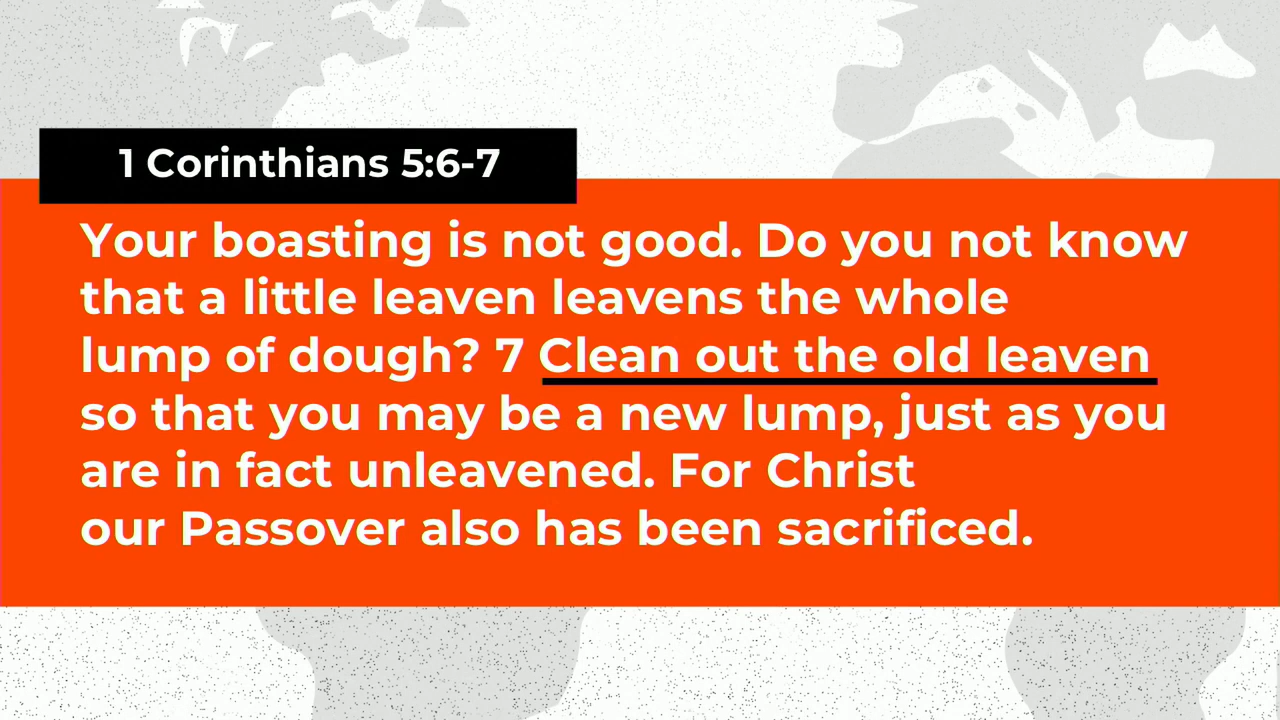 1 Corinthians 5:6-7
Your boasting is not good. Do you not know
that a little leaven leavens the whole
lump of dough? 7 Clean out the old leaven
so that you may be a new lump, just as you
are in fact unleavened. For Christ
our Passover also has been sacrificed.